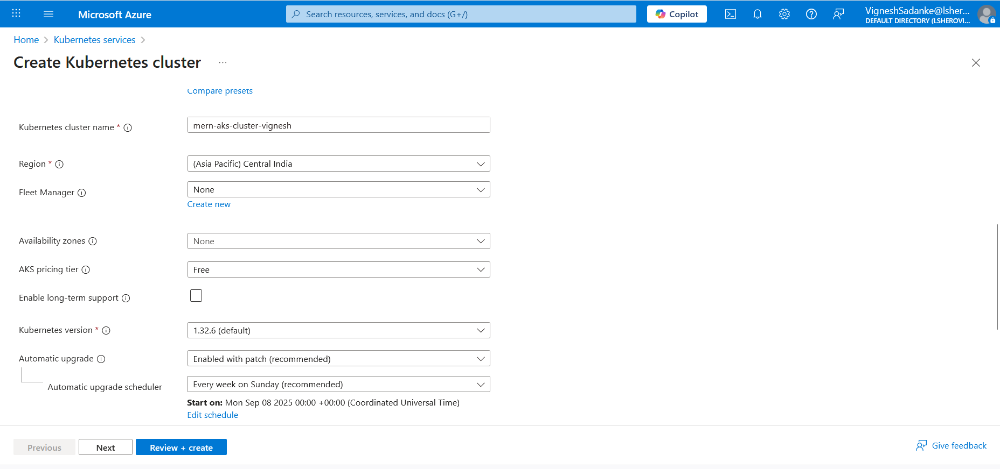 Microsoft Azure
Search resources, services, and docs (G+/)
Copilot
VigneshSadanke@lsher...
DEFAULT DIRECTORY (LSHEROVI...
Home > Kubernetes services >
Create Kubernetes cluster ...
Compare presets
Kubernetes cluster name * mern-aks-cluster-vignesh
Region * (Asia Pacific) Central India
Fleet Manager None
Create new
Availability zones None
AKS pricing tier Free
Enable long-term support
Kubernetes version * 1.32.6 (default)
Automatic upgrade Enabled with patch (recommended)
Automatic upgrade scheduler Every week on Sunday (recommended)
Start on: Mon Sep 08 2025 00:00 +00:00 (Coordinated Universal Time)
Edit schedule
Previous Next Review + create Give feedback